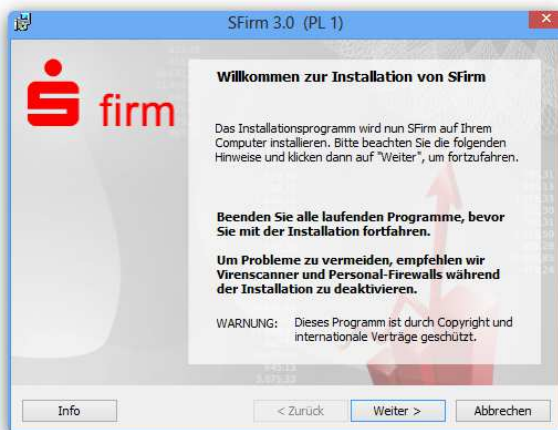 SFirm 3.0 (PL 1)
firm
Willkommen zur Installation von SFirm
Das Installationsprogramm wird nun SFirm auf Ihrem
Computer installieren. Bitte beachten Sie die folgenden
Hinweise und klicken dann auf "Weiter", um fortzufahren.
Beenden Sie alle laufenden Programme, bevor
Sie mit der Installation fortfahren.
Um Probleme zu vermeiden, empfehlen wir
Virenscanner und Personal-Firewalls während
der Installation zu deaktivieren.
WARNUNG: Dieses Programm ist durch Copyright und
internationale Verträge geschützt.
Info
< Zurück
Weiter >
Abbrechen